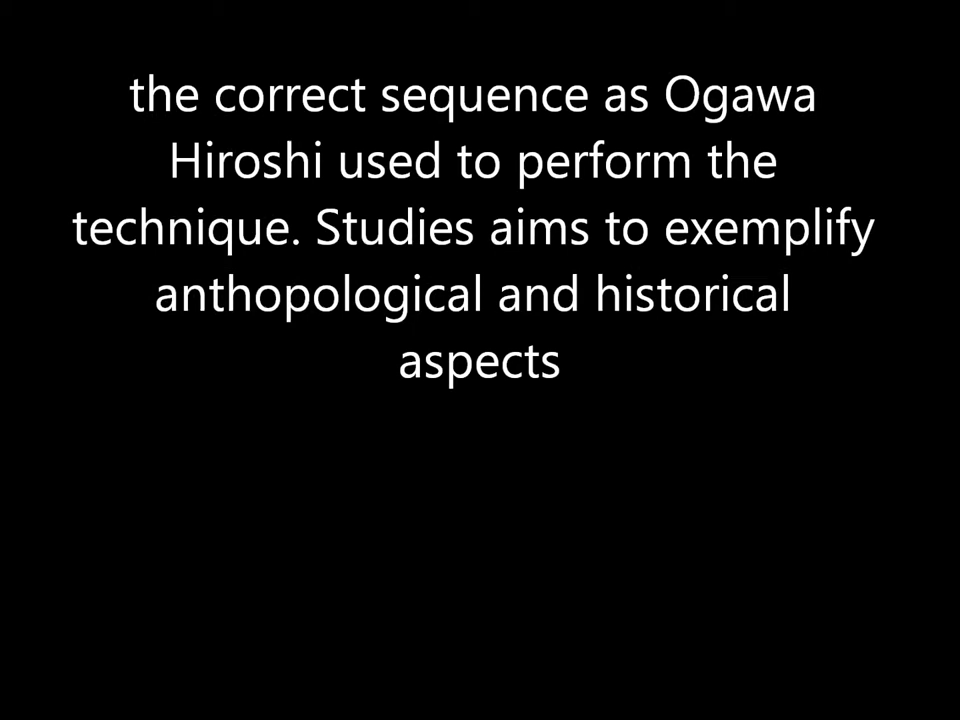 the correct sequence as Ogawa
Hiroshi used to perform the
technique. Studies aims to exemplify
anthopological and historical
aspects